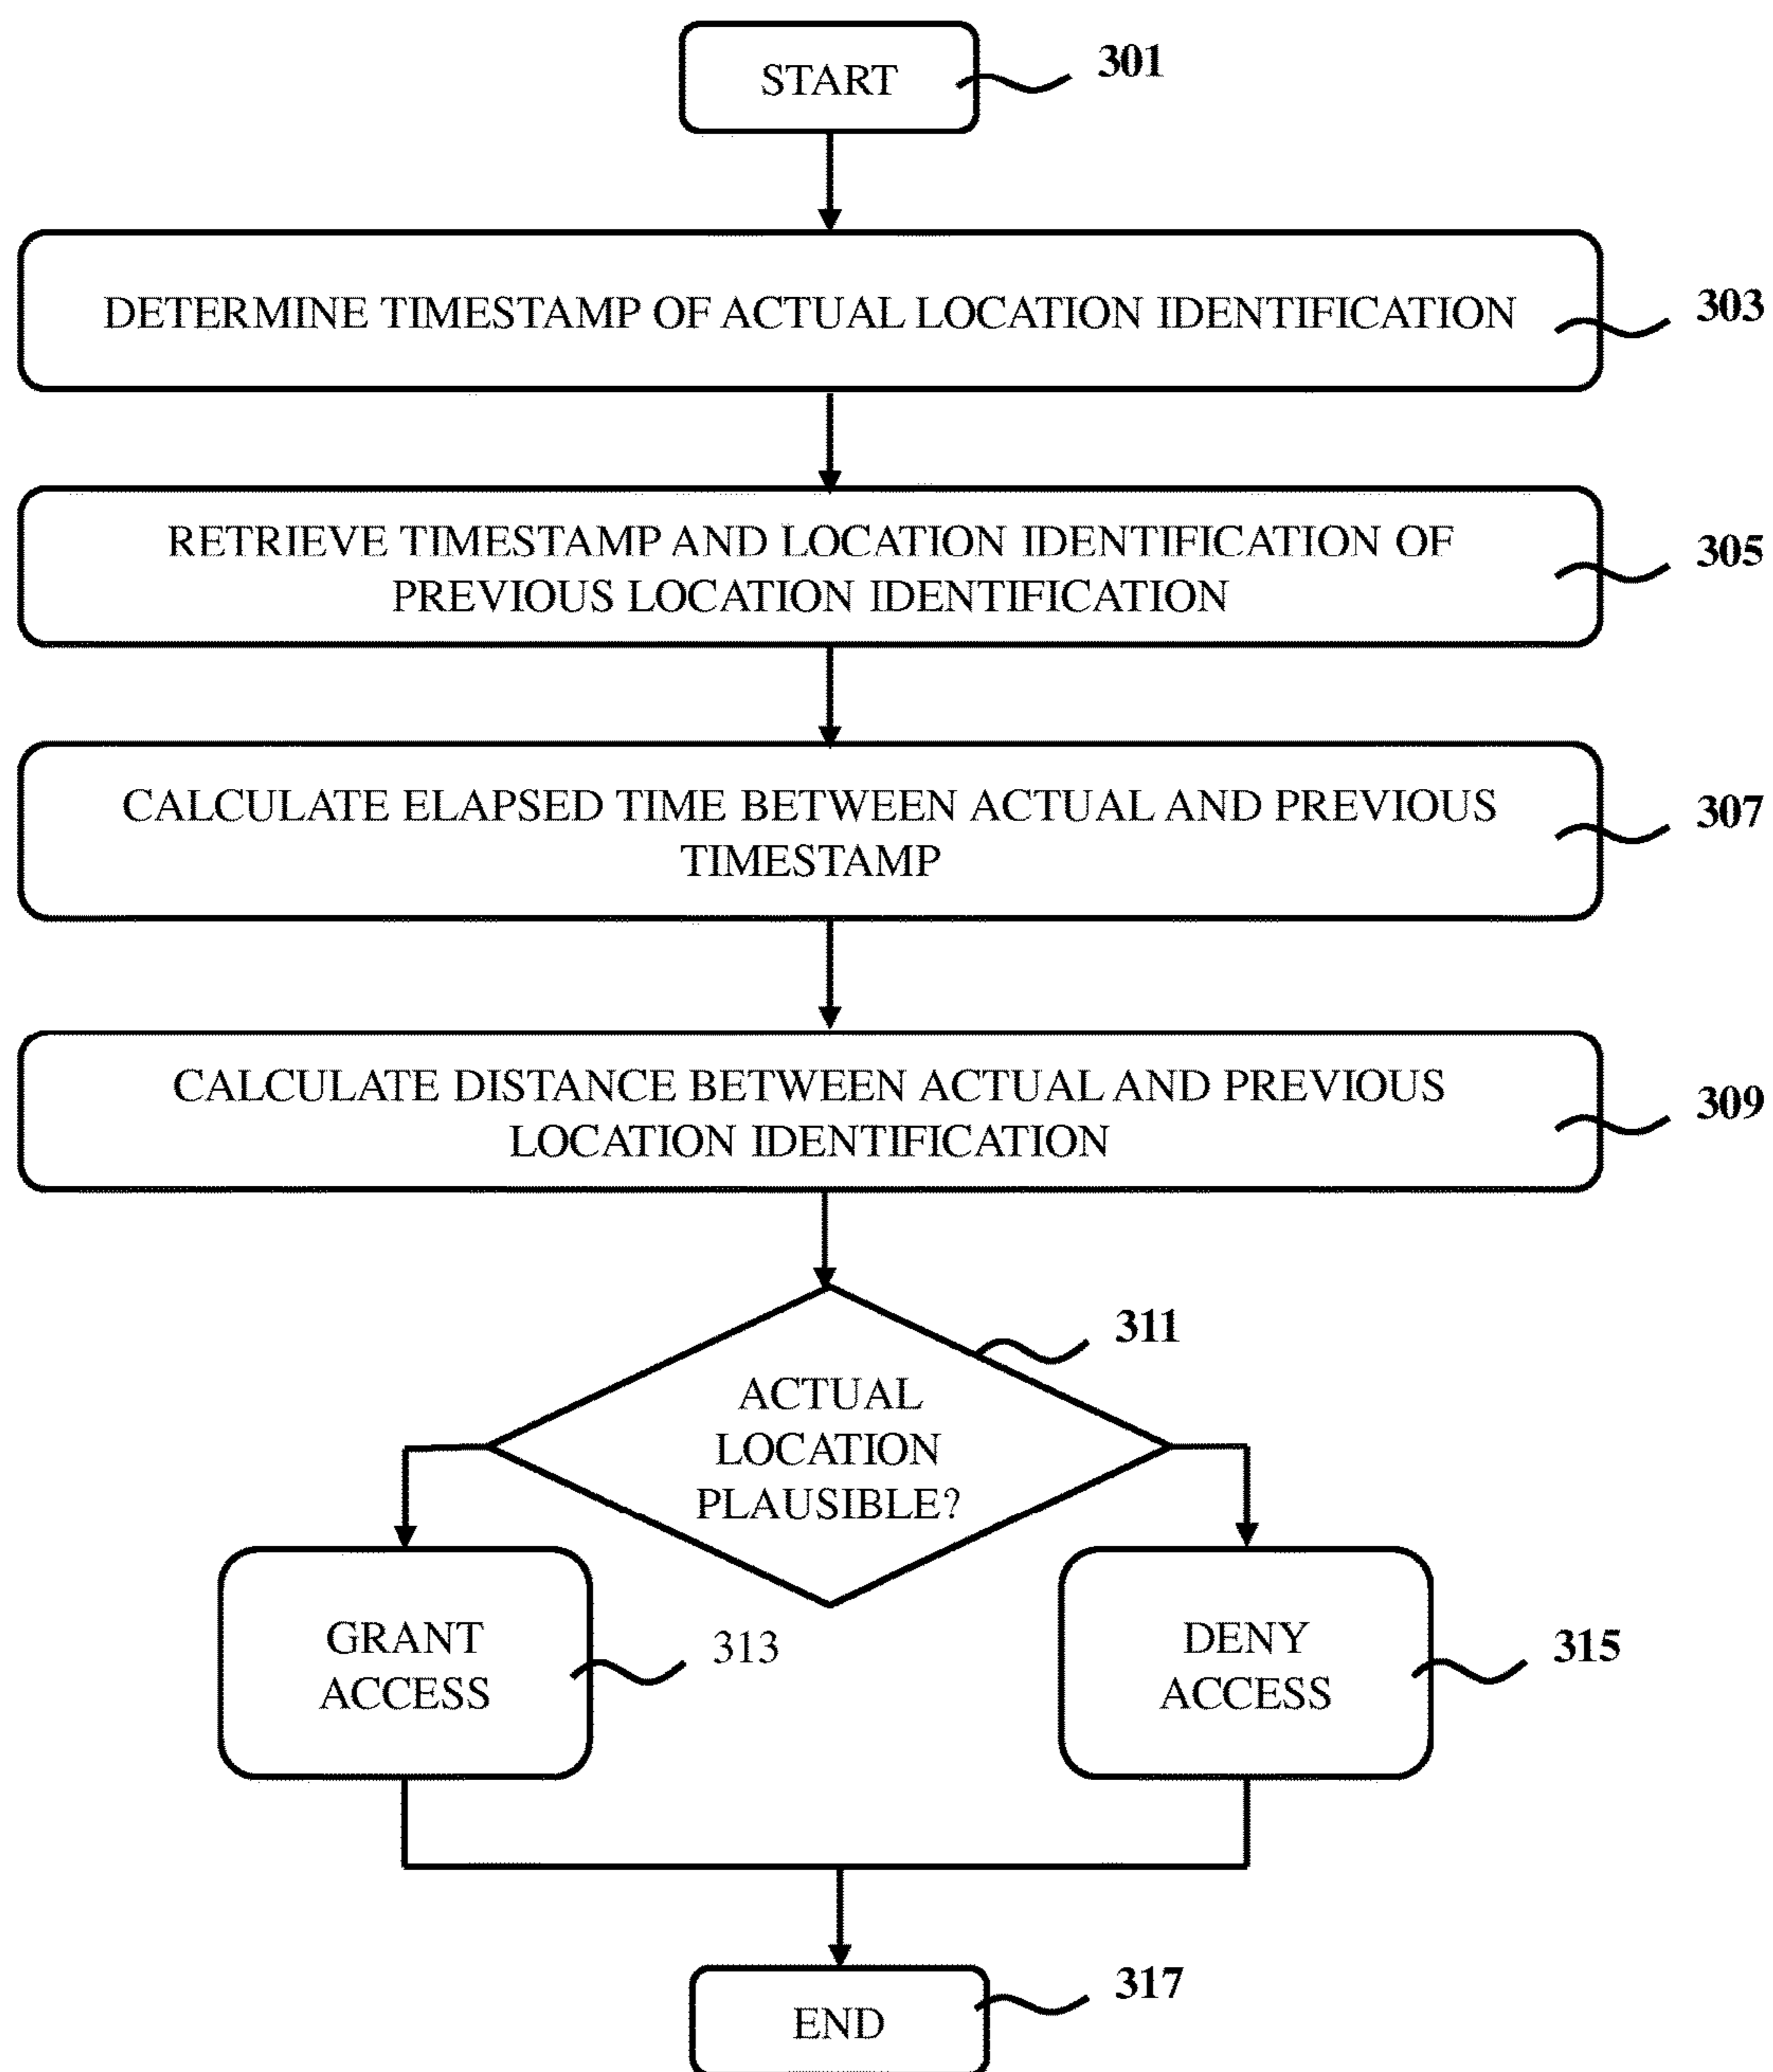 START
301
DETERMINE TIMESTAMP OF ACTUAL LOCATION IDENTIFICATION
303
RETRIEVE TIMESTAMP AND LOCATION IDENTIFICATION OF
PREVIOUS LOCATION IDENTIFICATION
305
CALCULATE ELAPSED TIME BETWEEN ACTUAL AND PREVIOUS
TIMESTAMP
307
CALCULATE DISTANCE BETWEEN ACTUAL AND PREVIOUS
LOCATION IDENTIFICATION
309
311
ACTUAL
LOCATION
PLAUSIBLE?
GRANT
ACCESS
313
DENY
ACCESS
315
END
317